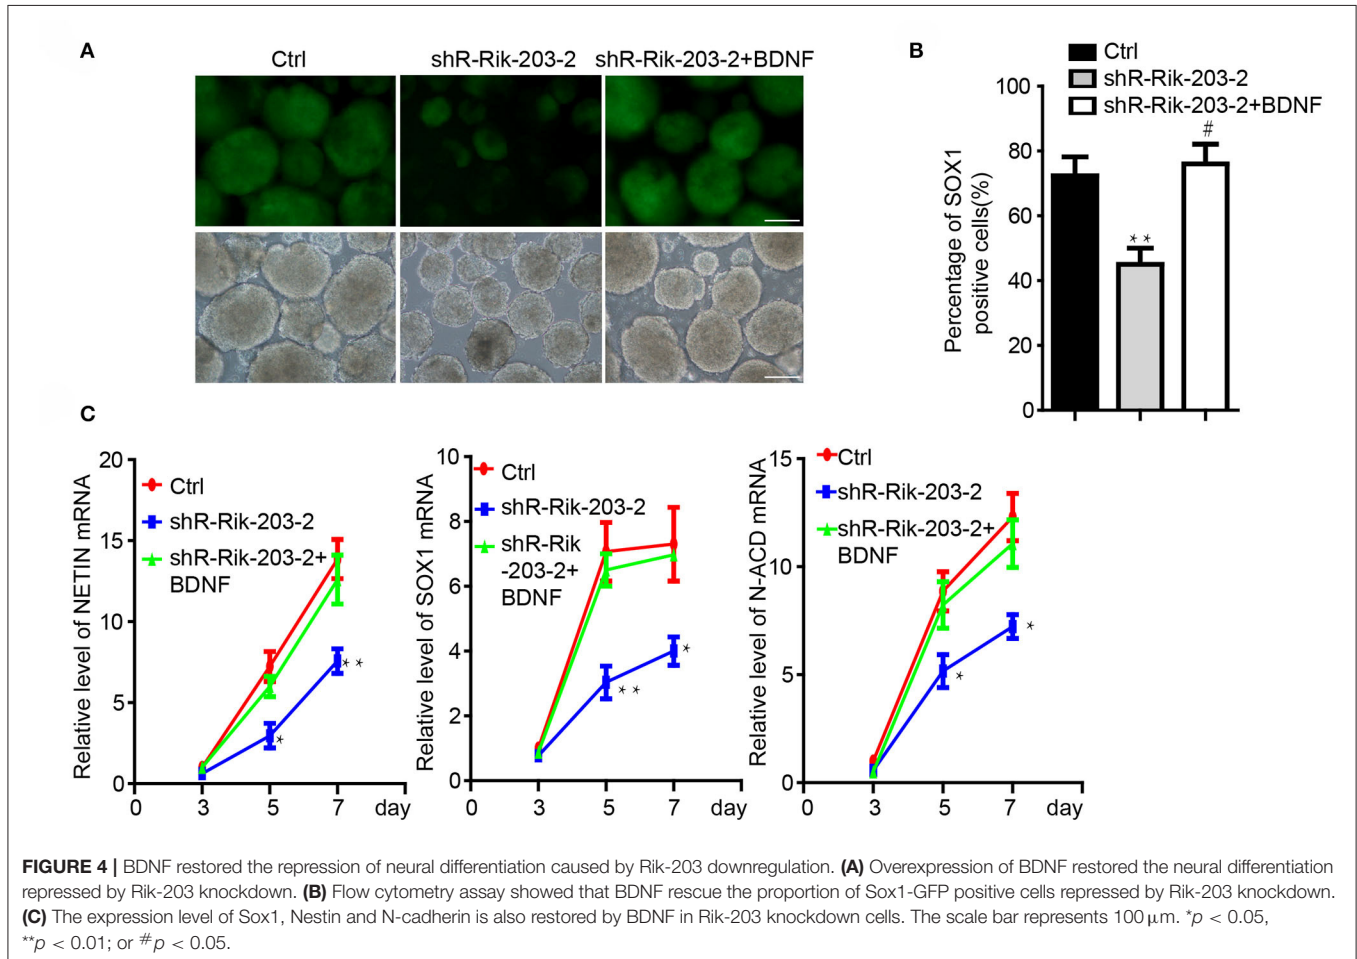 A
Ctrl
shR-Rik-203-2
shR-Rik-203-2+BDNF
B
Ctrl
shR-Rik-203-2
shR-Rik-203-2+BDNF
Percentage of SOX1
positive cells(%)
100
80
60
40
20
0
**
#
C
Relative level of NETIN mRNA
20
15
10
5
0
Ctrl
shR-Rik-203-2
shR-Rik-203-2+
BDNF
*
**
0 3 5 7 day
Relative level of SOX1 mRNA
10
8
6
4
2
0
Ctrl
shR-Rik-203-2
shR-Rik
-203-2+
BDNF
**
*
0 3 5 7 day
Relative level of N-ACD mRNA
15
10
5
0
Ctrl
shR-Rik-203-2
shR-Rik-203-2+
BDNF
*
*
0 3 5 7 day
FIGURE 4 | BDNF restored the repression of neural differentiation caused by Rik-203 downregulation. (A) Overexpression of BDNF restored the neural differentiation
repressed by Rik-203 knockdown. (B) Flow cytometry assay showed that BDNF rescue the proportion of Sox1-GFP positive cells repressed by Rik-203 knockdown.
(C) The expression level of Sox1, Nestin and N-cadherin is also restored by BDNF in Rik-203 knockdown cells. The scale bar represents 100 μm. *p < 0.05,
**p < 0.01; or #p < 0.05.